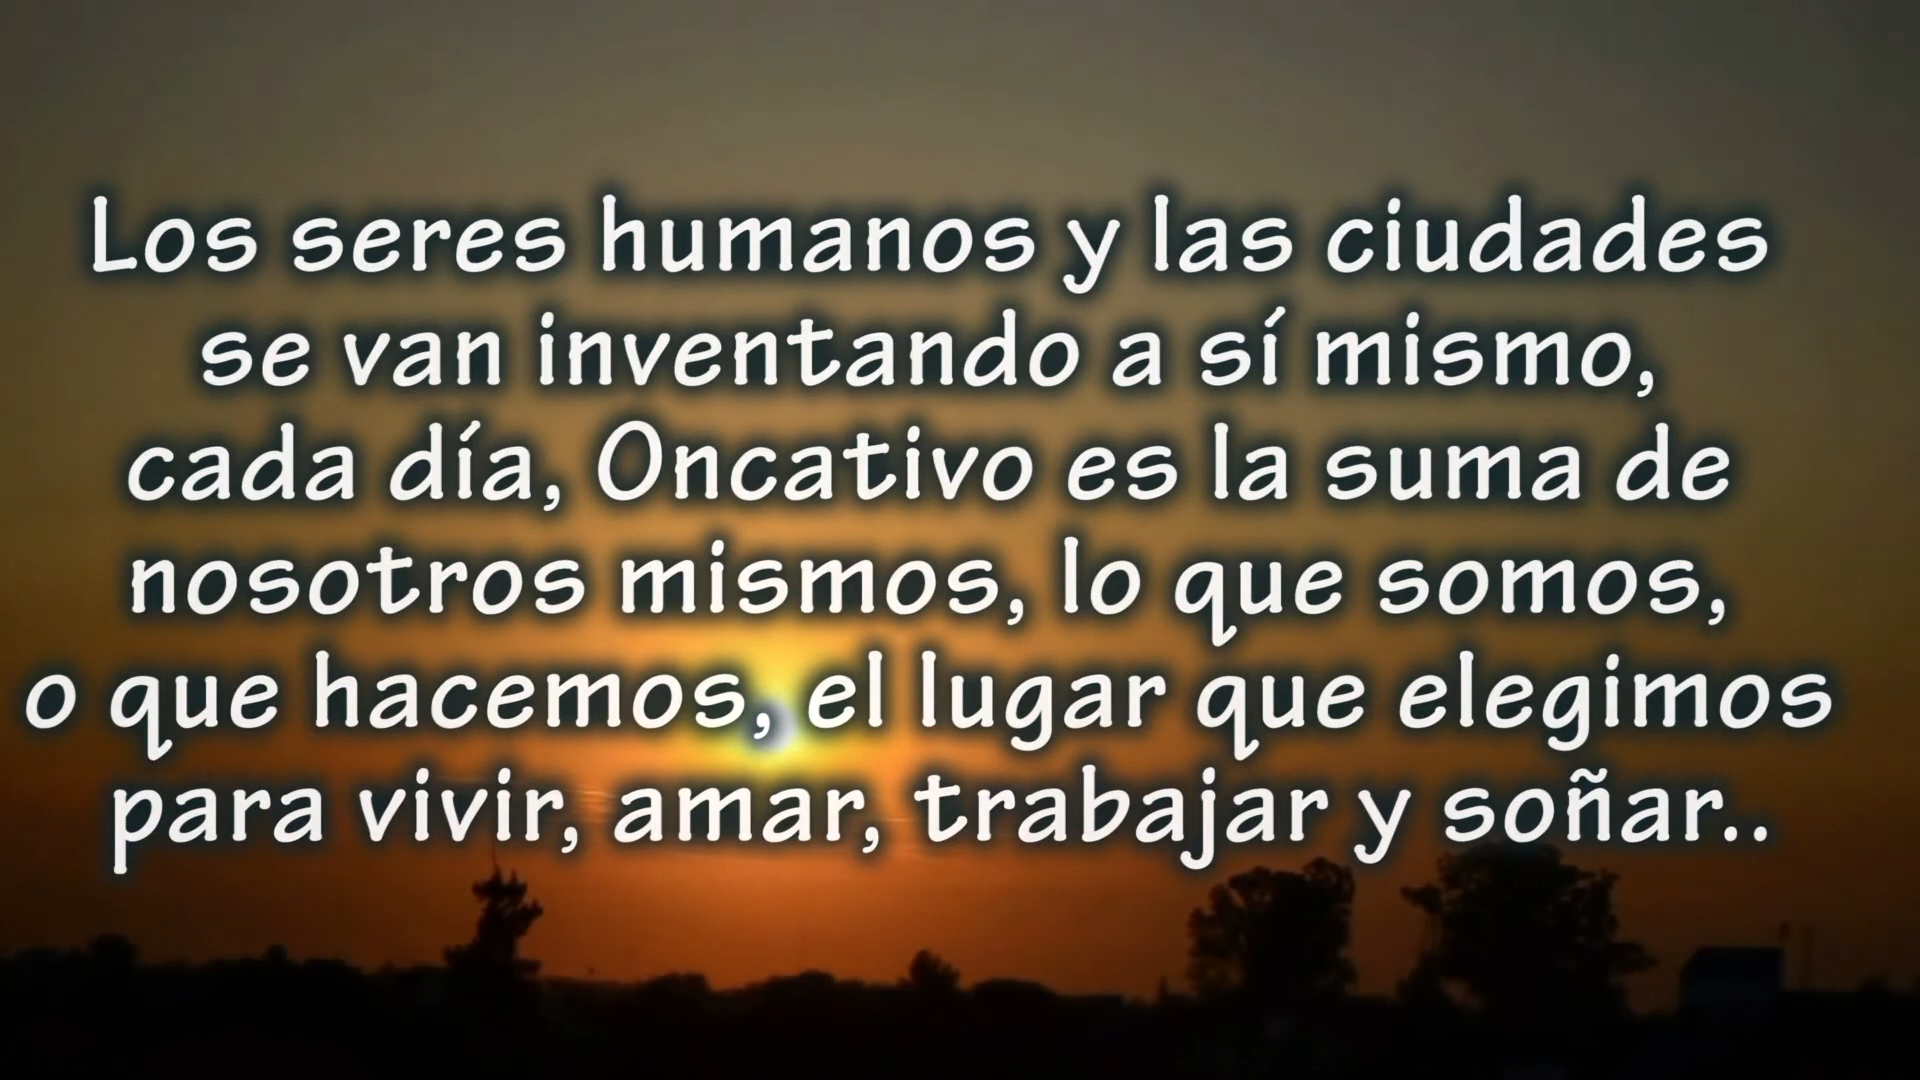 Los seres humanos y las ciudades
se van inventando a sí mismo,
cada día, Oncativo es la suma de
nosotros mismos, lo que somos,
o que hacemos, el lugar que elegimos
para vivir, amar, trabajar y soñar..